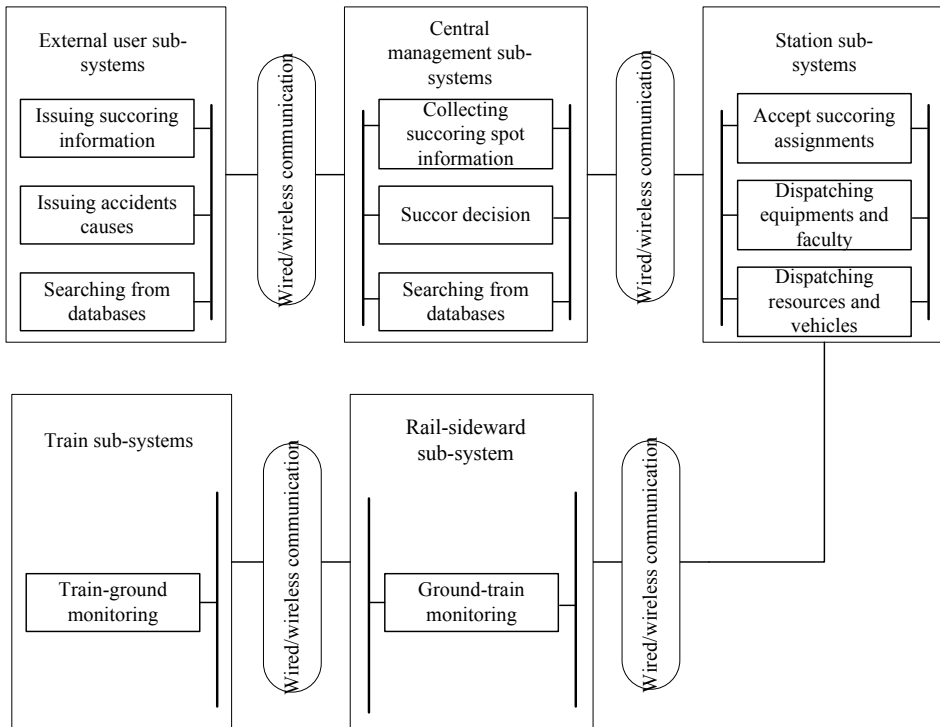 External user sub-
systems
Issuing succoring
information
Issuing accidents
causes
Searching from
databases
Wired/wireless communication
Central
management sub-
systems
Collecting
succoring spot
information
Succor decision
Searching from
databases
Wired/wireless communication
Station sub-
systems
Accept succoring
assignments
Dispatching
equipments and
faculty
Dispatching
resources and
vehicles
Train sub-systems
Train-ground
monitoring
Wired/wireless communication
Rail-sideward
sub-system
Ground-train
monitoring
Wired/wireless communication